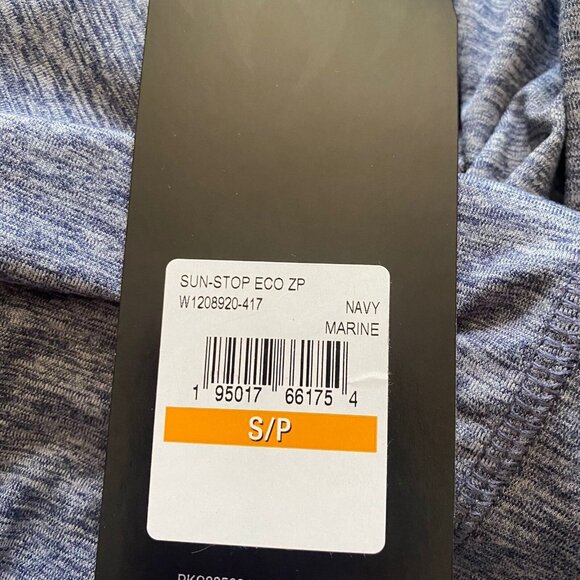 SUN-STOP ECO ZP
W1208920-417
NAVY
MARINE
1 95017 66175 4
S/P